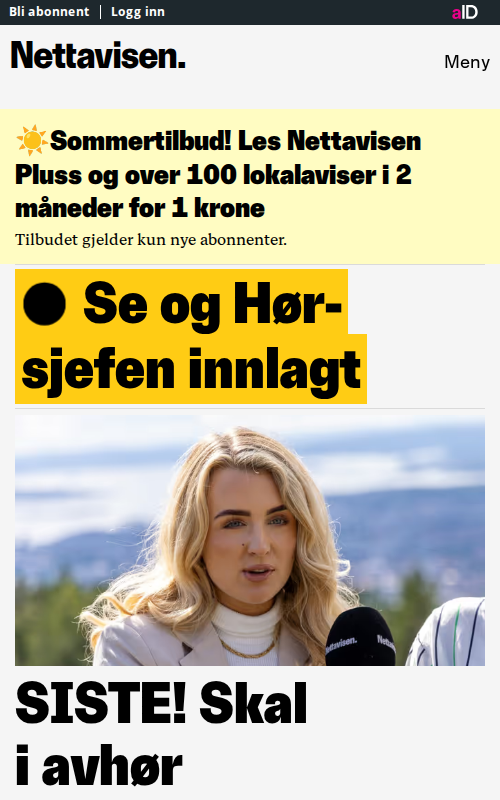 Bli abonnent | Logg inn
aID
Nettavisen.
Meny
☀️Sommertilbud! Les Nettavisen
Pluss og over 100 lokalaviser i 2
måneder for 1 krone
Tilbudet gjelder kun nye abonnenter.
● Se og Hør-
sjefen innlagt
Nettavisen.
SISTE! Skal
i avhør